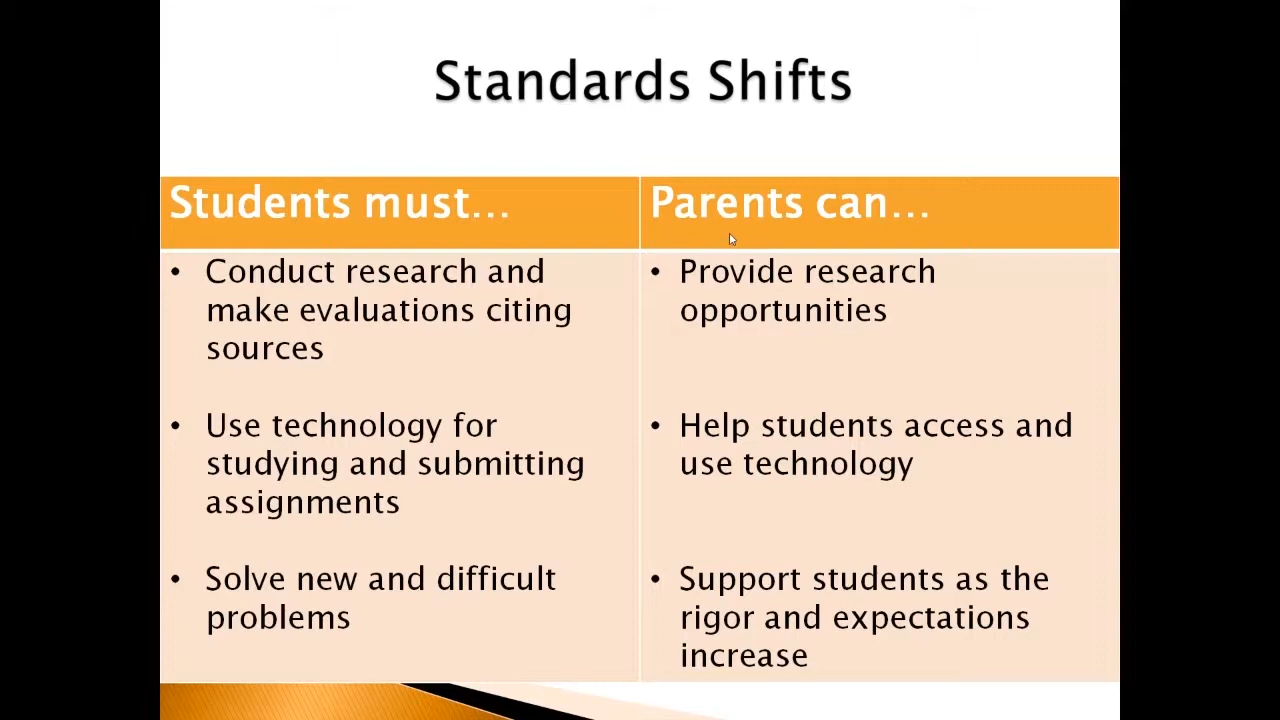 Standards Shifts
Students must...
Parents can...
• Conduct research and
make evaluations citing
sources
• Use technology for
studying and submitting
assignments
• Solve new and difficult
problems
• Provide research
opportunities
• Help students access and
use technology
• Support students as the
rigor and expectations
increase